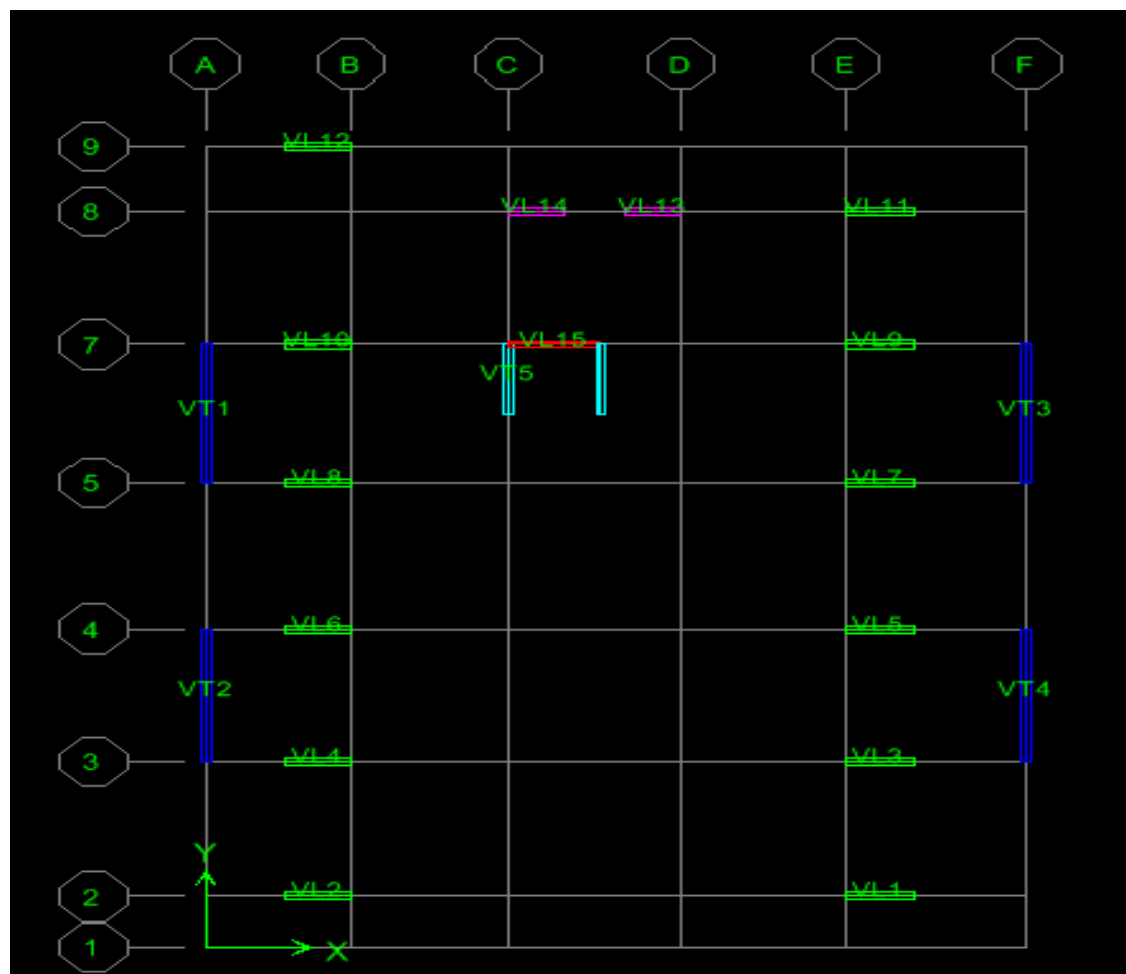 A B C D E F
9 VL12
8 VL14 VL13 VL11
7 VL10 VL15 VL9
VT5
VT1 VT3
5 VL8 VL7
4 VL6 VL5
VT2 VT4
3 VL4 VL3
Y
2 VL2 VL1
1 X